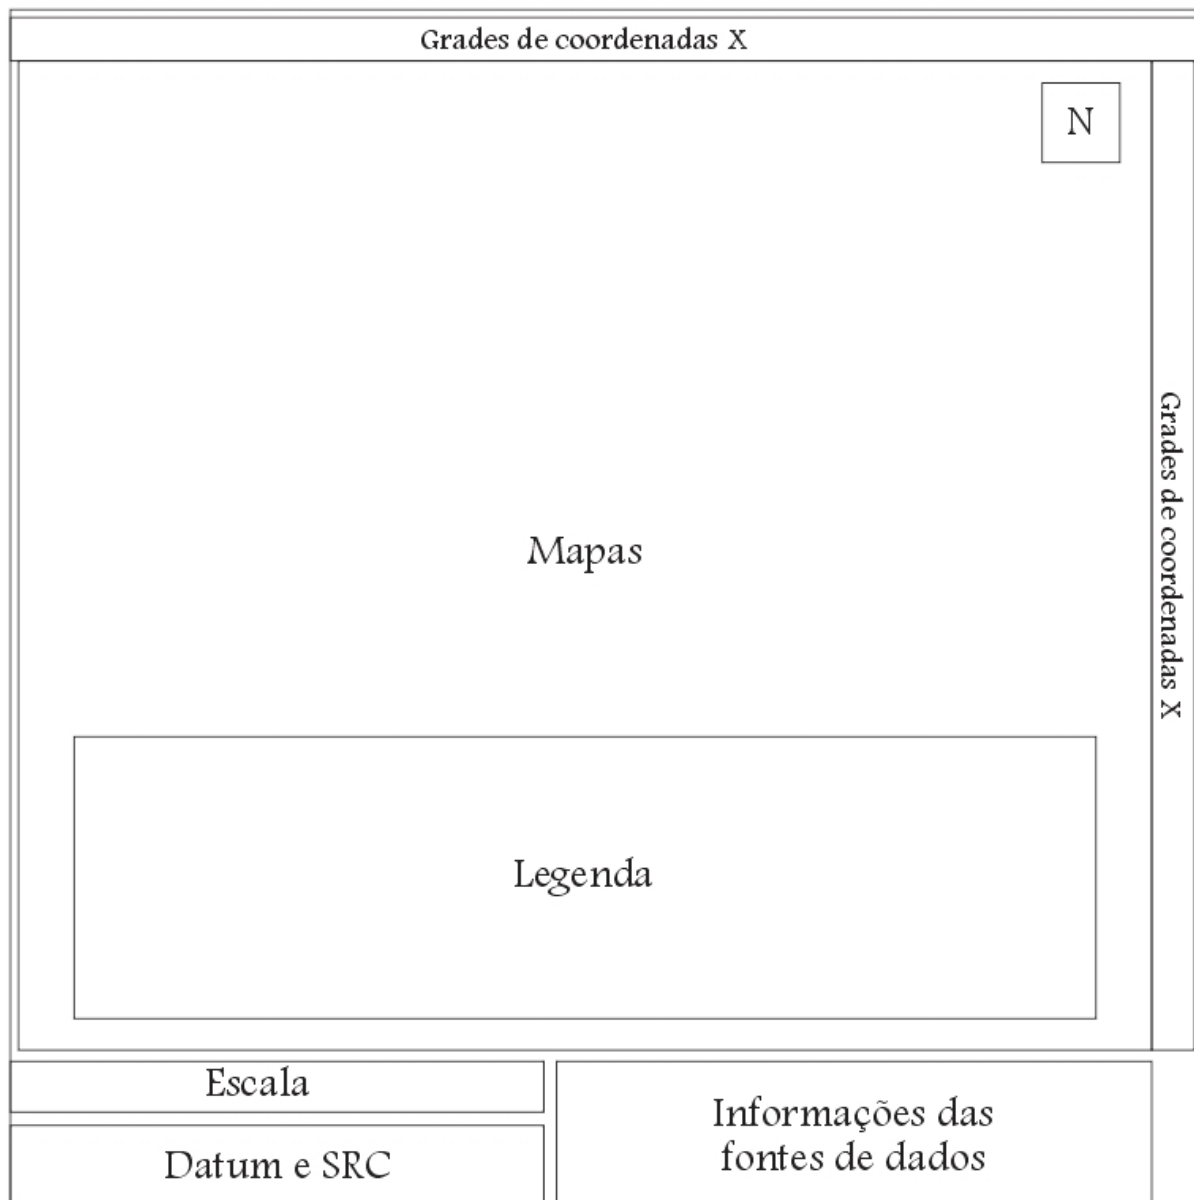 Grades de coordenadas X
N
Grades de coordenadas X
Mapas
Legenda
Escala
Datum e SRC
Informações das
fontes de dados